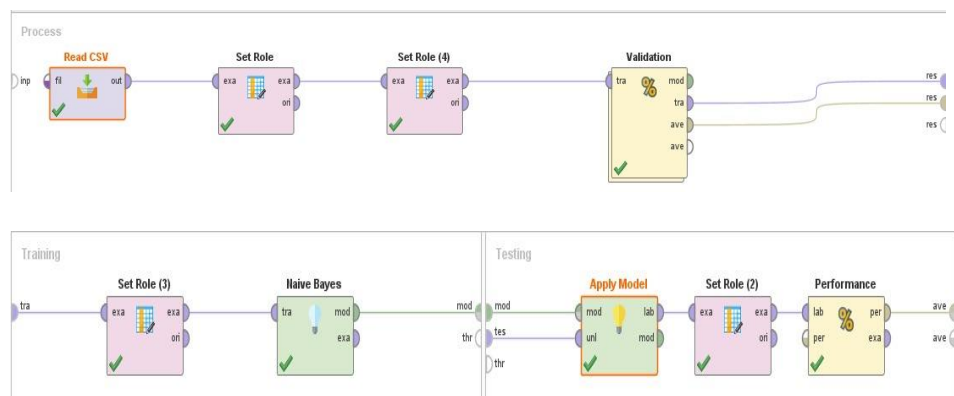 Process
Read CSV Set Role Set Role (4) Validation
inp fil out exa exa exa exa tra mod res
ori ori tra res
ave res
ave
Training Testing
Set Role (3) Naive Bayes Apply Model Set Role (2) Performance
tra exa exa tra mod mod mod mod lab exa exa lab per ave
ori exa thr tes unl mod ori per exa ave
thr